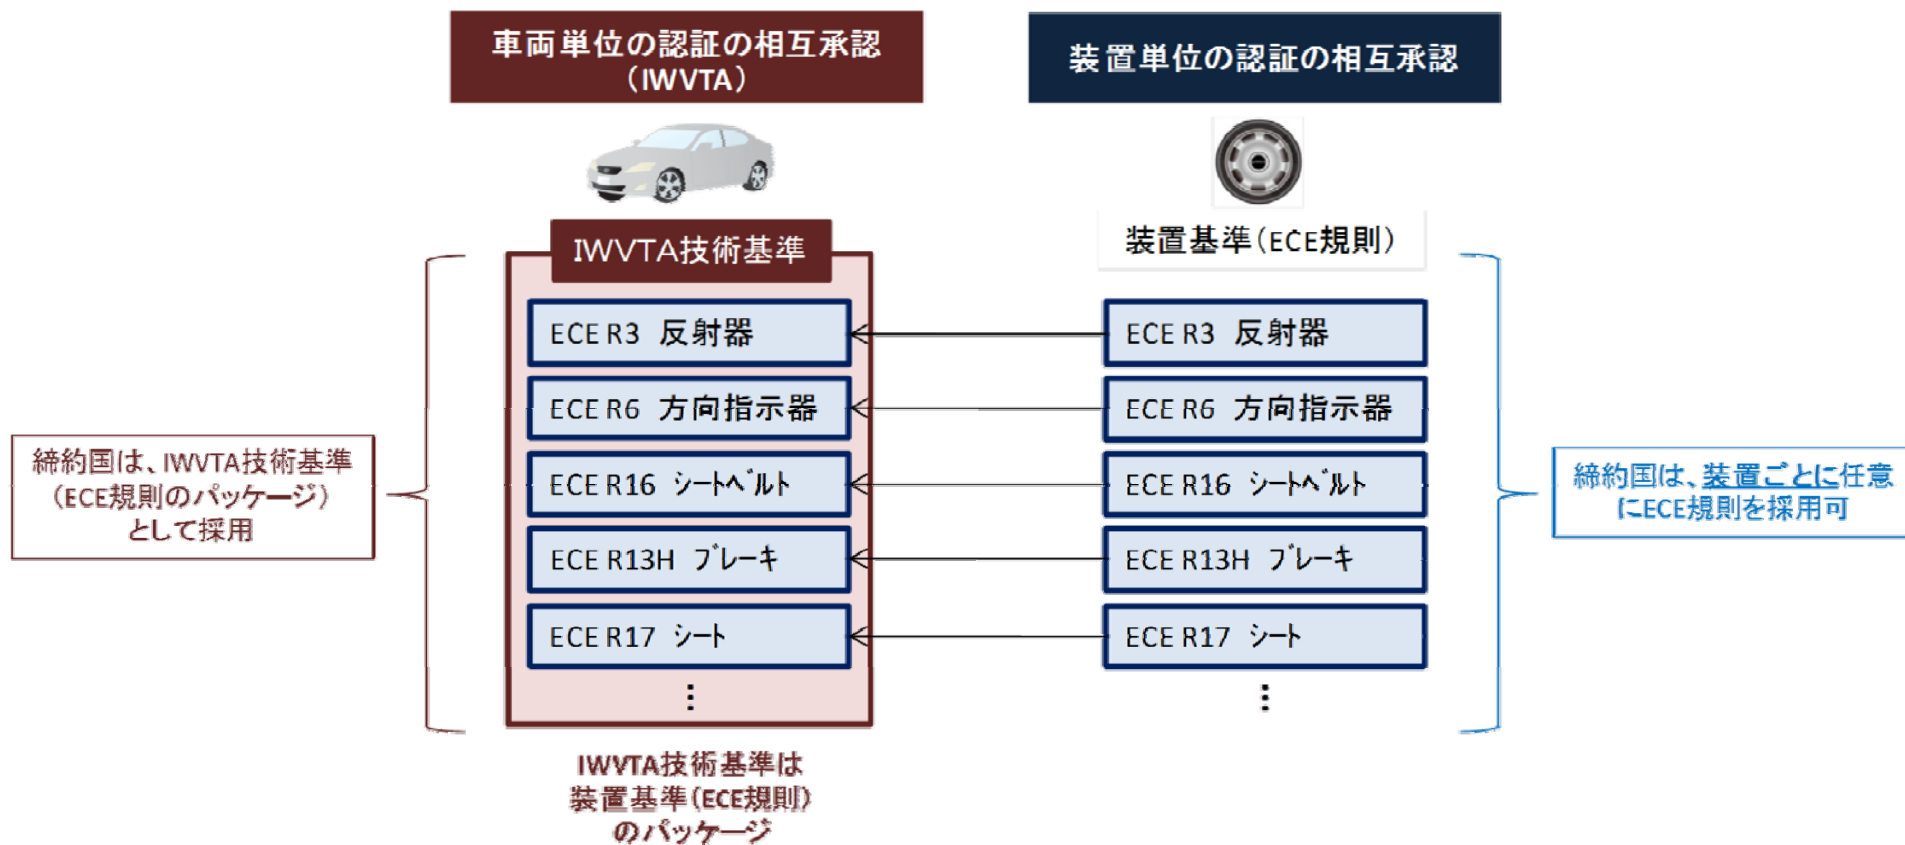 車両単位の認証の相互承認
（IWVTA）
装置単位の認証の相互承認
IWVTA技術基準
装置基準（ECE規則）
ECE R3 反射器
ECE R6 方向指示器
ECE R16 ｼｰﾄﾍﾞﾙﾄ
ECE R13H ﾌﾞﾚｰｷ
ECE R17 ｼｰﾄ
⋮
ECE R3 反射器
ECE R6 方向指示器
ECE R16 ｼｰﾄﾍﾞﾙﾄ
ECE R13H ﾌﾞﾚｰｷ
ECE R17 ｼｰﾄ
⋮
締約国は、IWVTA技術基準
（ECE規則のパッケージ）
として採用
締約国は、装置ごとに任意
にECE規則を採用可
IWVTA技術基準は
装置基準（ECE規則）
のパッケージ